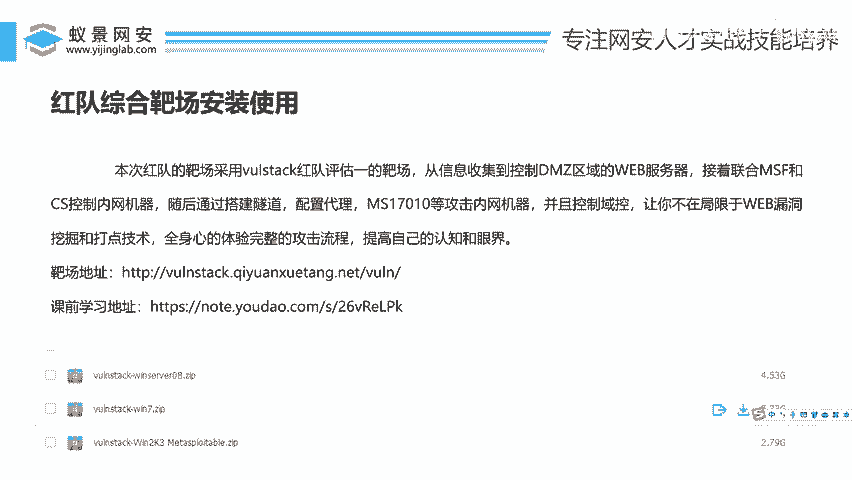 蚁景网安
www.yijinglab.com
专注网安人才实战技能培养
红队综合靶场安装使用
本次红队的靶场采用vulstack红队评估一的靶场，从信息收集到控制DMZ区域的WEB服务器，接着联合MSF和
CS控制内网机器，随后通过搭建隧道，配置代理，MS17010等攻击内网机器，并且控制域控，让你不在局限于WEB漏洞
挖掘和打点技术，全身心的体验完整的攻击流程，提高自己的认知和眼界。
靶场地址：http://vulnstack.qiyuanxuetang.net/vuln/
课前学习地址：https://note.youdao.com/s/26vReLPk
vulnstack-winserver08.zip 4.53G
vulnstack-win7.zip
vulnstack-Win2K3 Metasploitable.zip 2.79G